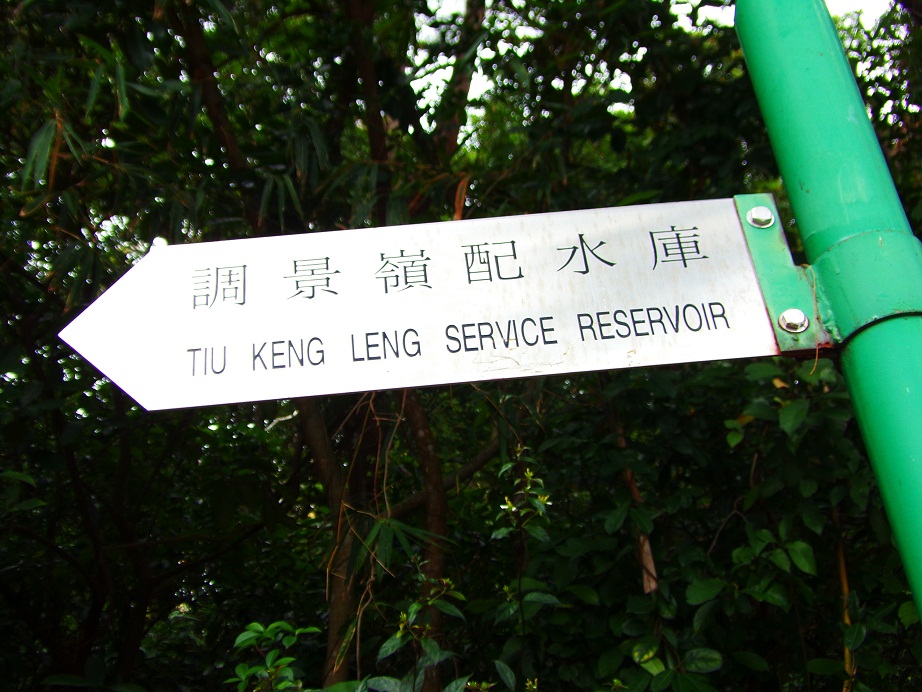 調景嶺配水庫
TIU KENG LENG SERVICE RESERVOIR